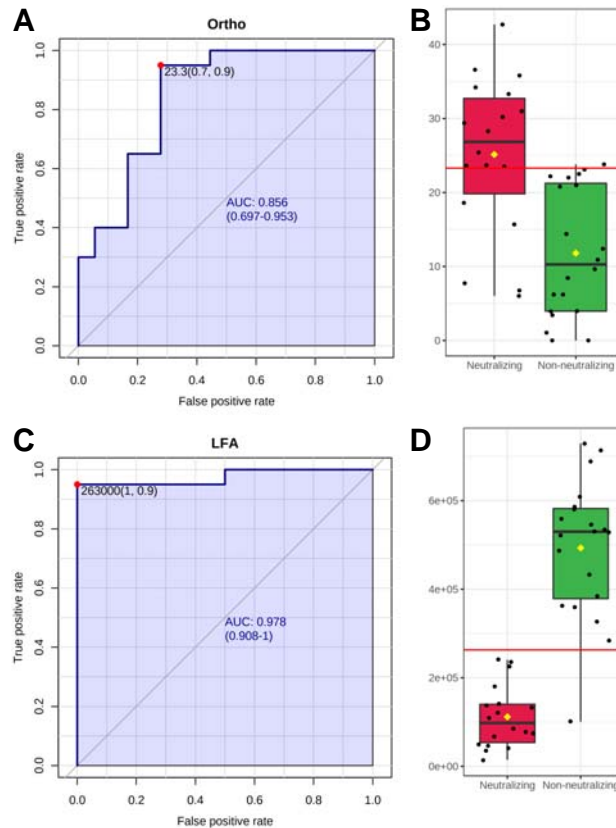 A
Ortho
True positive rate
1.0
0.8
0.6
0.4
0.2
0.0
23.3(0.7, 0.9)
AUC: 0.856
(0.697-0.953)
0.0 0.2 0.4 0.6 0.8 1.0
False positive rate
B
40
30
20
10
0
Neutralizing Non-neutralizing
C
LFA
True positive rate
1.0
0.8
0.6
0.4
0.2
0.0
263000(1, 0.9)
AUC: 0.978
(0.908-1)
0.0 0.2 0.4 0.6 0.8 1.0
False positive rate
D
6e+05
4e+05
2e+05
0e+00
Neutralizing Non-neutralizing